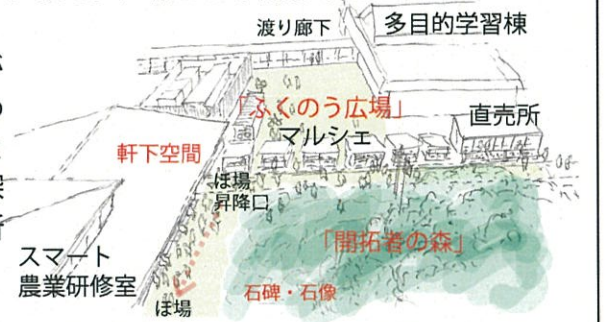 渡り廊下
多目的学習棟
「ふくのう広場」
マルシェ
直売所
軒下空間
ほ場
昇降口
「開拓者の森」
スマート
農業研修室
石碑・石像
ほ場